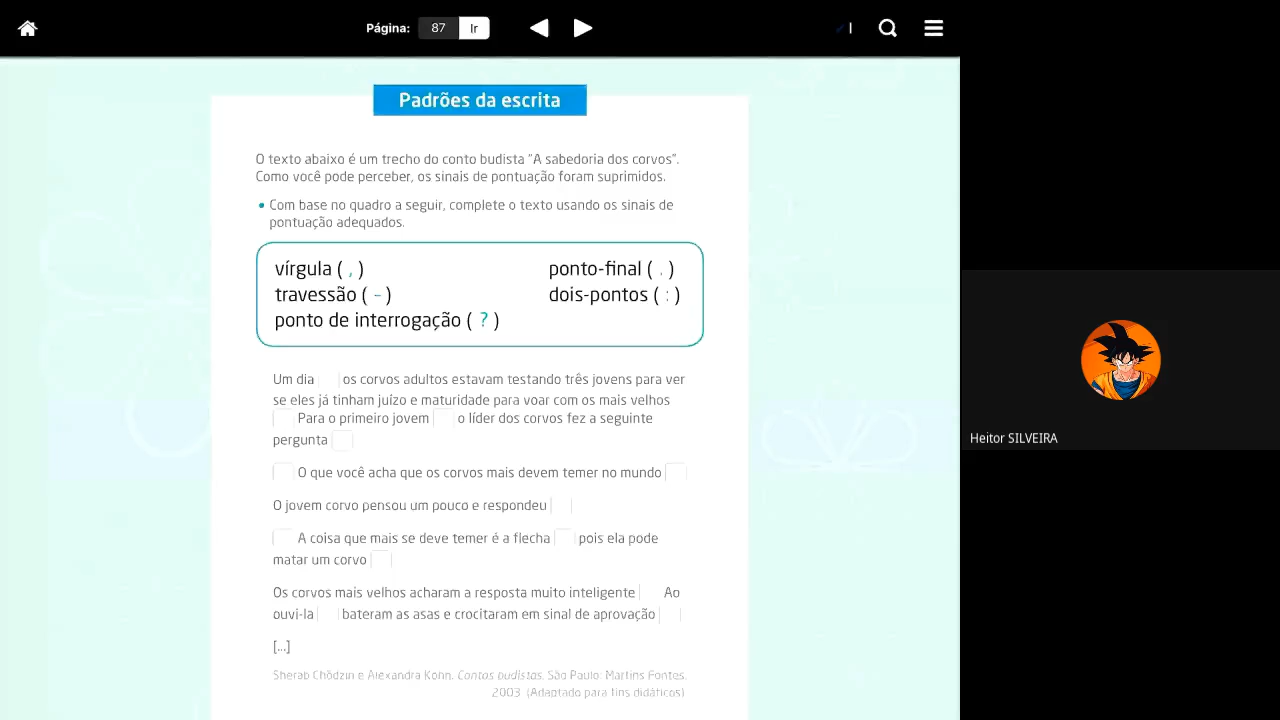 Página: 87 Ir
Padrões da escrita
O texto abaixo é um trecho do conto budista "A sabedoria dos corvos".
Como você pode perceber, os sinais de pontuação foram suprimidos.
• Com base no quadro a seguir, complete o texto usando os sinais de
pontuação adequados.
vírgula ( , )
ponto-final ( . )
travessão ( – )
dois-pontos ( : )
ponto de interrogação ( ? )
Um dia os corvos adultos estavam testando três jovens para ver
se eles já tinham juízo e maturidade para voar com os mais velhos
Para o primeiro jovem o líder dos corvos fez a seguinte
pergunta
O que você acha que os corvos mais devem temer no mundo
O jovem corvo pensou um pouco e respondeu
A coisa que mais se deve temer é a flecha pois ela pode
matar um corvo
Os corvos mais velhos acharam a resposta muito inteligente Ao
ouvi-la bateram as asas e crocitaram em sinal de aprovação
[...]
Sherab Chödzin e Alexandra Kohn. Contos budistas. São Paulo: Martins Fontes,
2003. (Adaptado para fins didáticos)
Heitor SILVEIRA